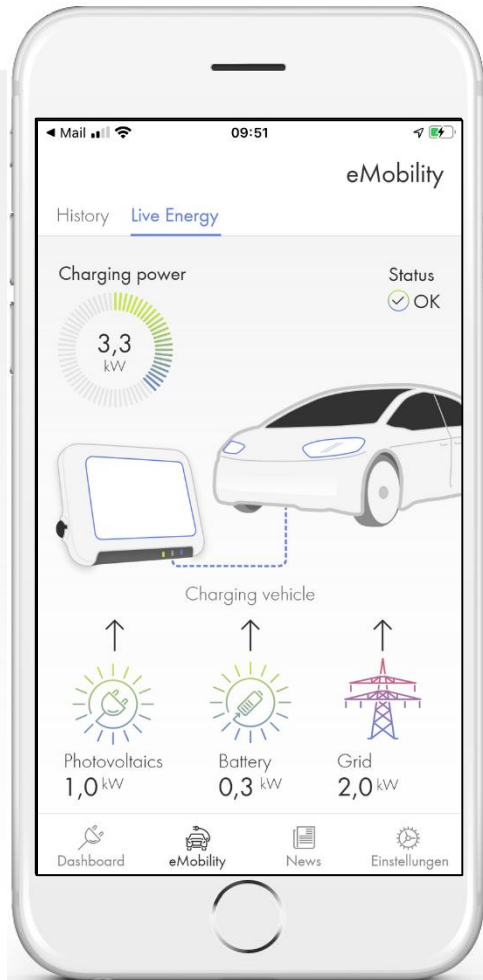 Mail
09:51
eMobility
History Live Energy
Charging power
Status
OK
3,3
kW
Charging vehicle
Photovoltaics Battery Grid
1,0 kW 0,3 kW 2,0 kW
Dashboard eMobility News Einstellungen